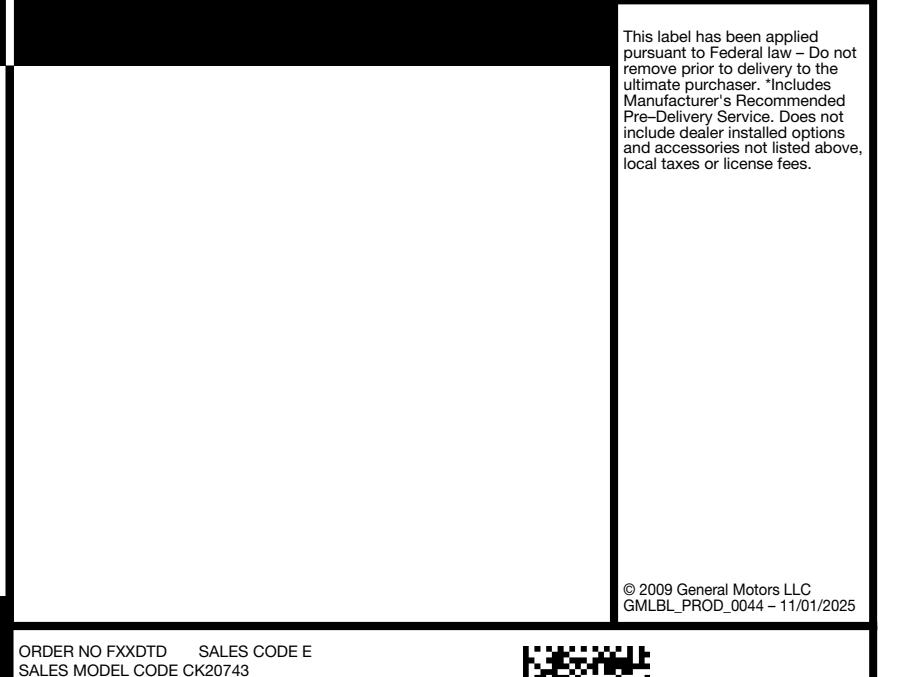 This label has been applied
pursuant to Federal law – Do not
remove prior to delivery to the
ultimate purchaser. *Includes
Manufacturer's Recommended
Pre–Delivery Service. Does not
include dealer installed options
and accessories not listed above,
local taxes or license fees.
© 2009 General Motors LLC
GMLBL_PROD_0044 – 11/01/2025
ORDER NO FXXDTD SALES CODE E
SALES MODEL CODE CK20743